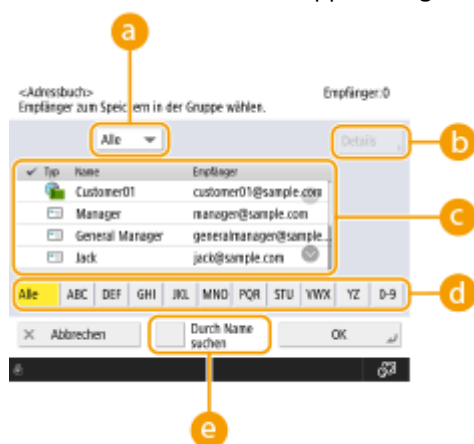 a
<Adressbuch>
Empfänger:0
Empfänger zum Speichern in der Gruppe wählen.
Alle
Details
b
✓ Typ Name Empfänger
Customer01 customer01@sample.com
Manager manager@sample.com
c
General Manager generalmanager@sample...
Jack jack@sample.com
Alle ABC DEF GHI JKL MNO PQR STU VWX YZ 0-9
d
× Abbrechen
Durch Name
suchen
OK
e